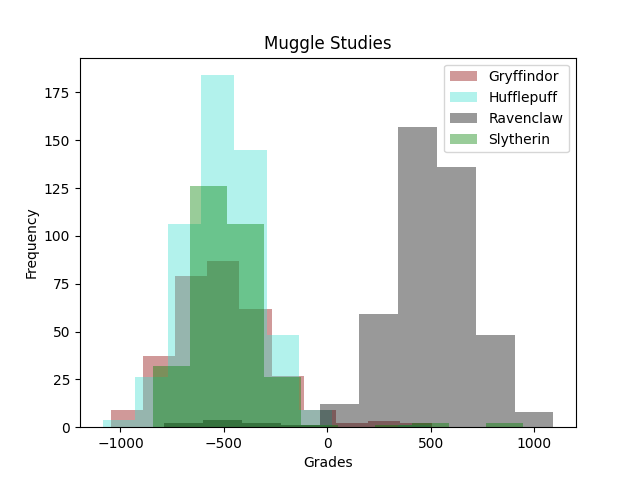 Muggle Studies
Gryffindor
Hufflepuff
Ravenclaw
Slytherin
175
150
125
100
75
50
25
0
Frequency
−1000
−500
0
500
1000
Grades